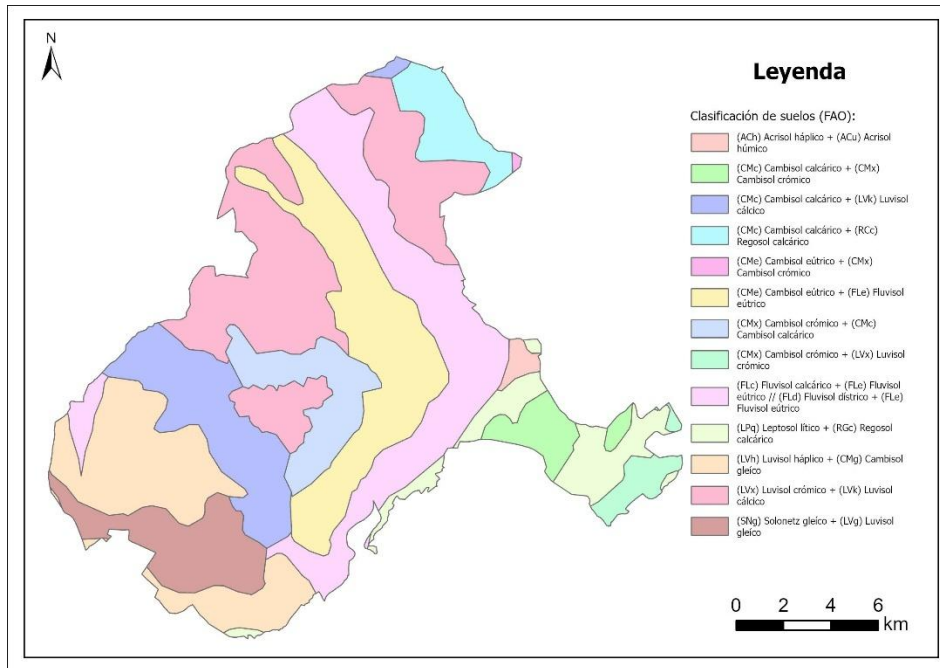 N
Leyenda
Clasificación de suelos (FAO):
(ACh) Acrisol háplico + (ACu) Acrisol
húmico
(CMc) Cambisol calcárico + (CMx)
Cambisol crómico
(CMc) Cambisol calcárico + (LVk) Luvisol
cálcico
(CMc) Cambisol calcárico + (RCc)
Regosol calcárico
(CMe) Cambisol eútrico + (CMx)
Cambisol crómico
(CMe) Cambisol eútrico + (FLe) Fluvisol
eútrico
(CMx) Cambisol crómico + (CMc)
Cambisol calcárico
(CMx) Cambisol crómico + (LVx) Luvisol
crómico
(FLc) Fluvisol calcárico + (FLe) Fluvisol
eútrico // (FLd) Fluvisol dístrico + (FLe)
Fluvisol eútrico
(LPq) Leptosol lítico + (RGc) Regosol
calcárico
(LVh) Luvisol háplico + (CMg) Cambisol
gleíco
(LVx) Luvisol crómico + (LVk) Luvisol
cálcico
(SNg) Solonetz gleíco + (LVg) Luvisol
gleíco
0 2 4 6
km